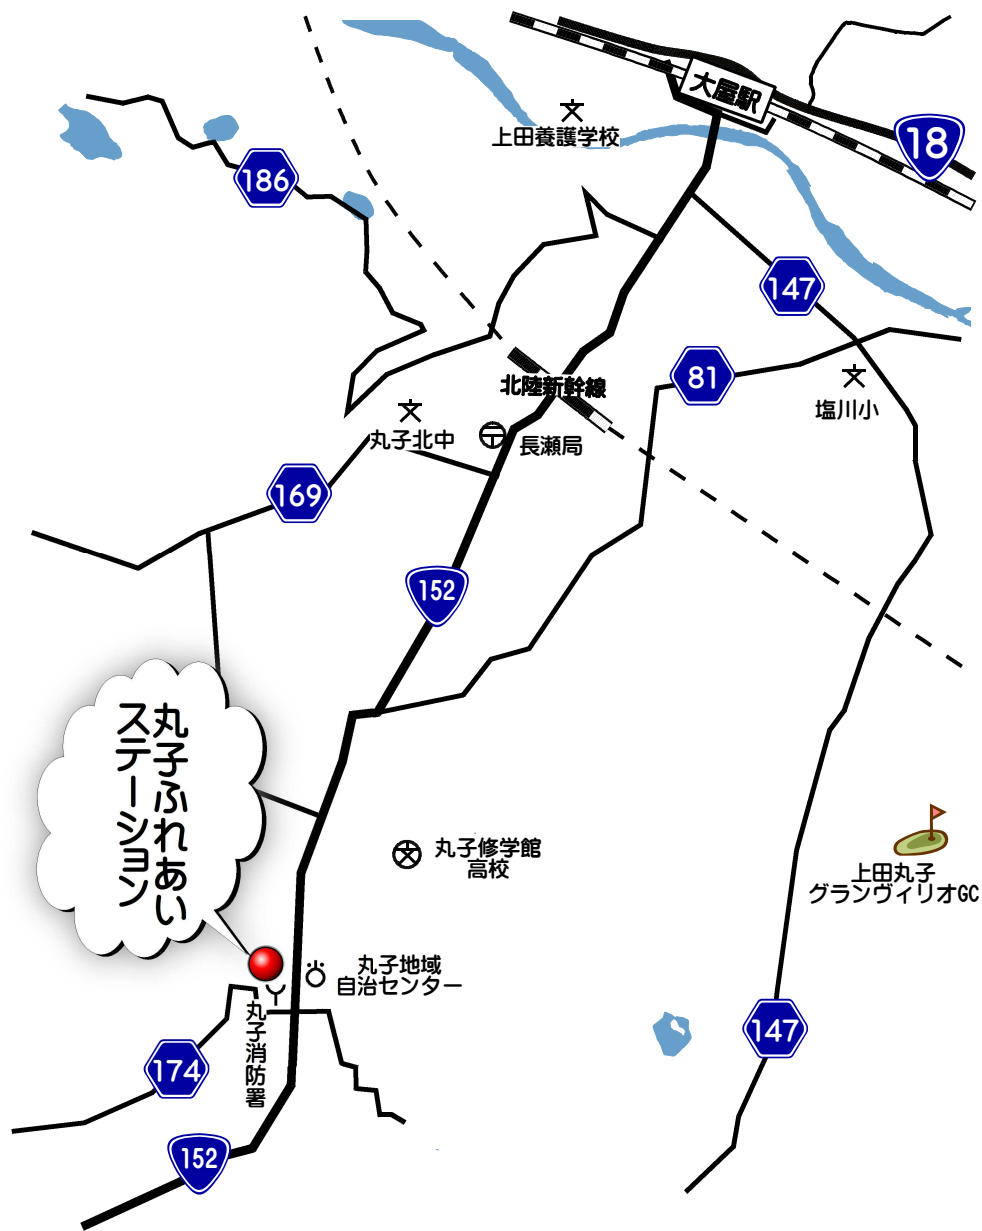 大屋駅
18
上田養護学校
186
147
81
北陸新幹線
塩川小
丸子北中
長瀬局
169
152
丸子ふれあい
ステーション
丸子修学館
高校
上田丸子
グランヴィリオGC
丸子地域
自治センター
丸子消防署
147
174
152